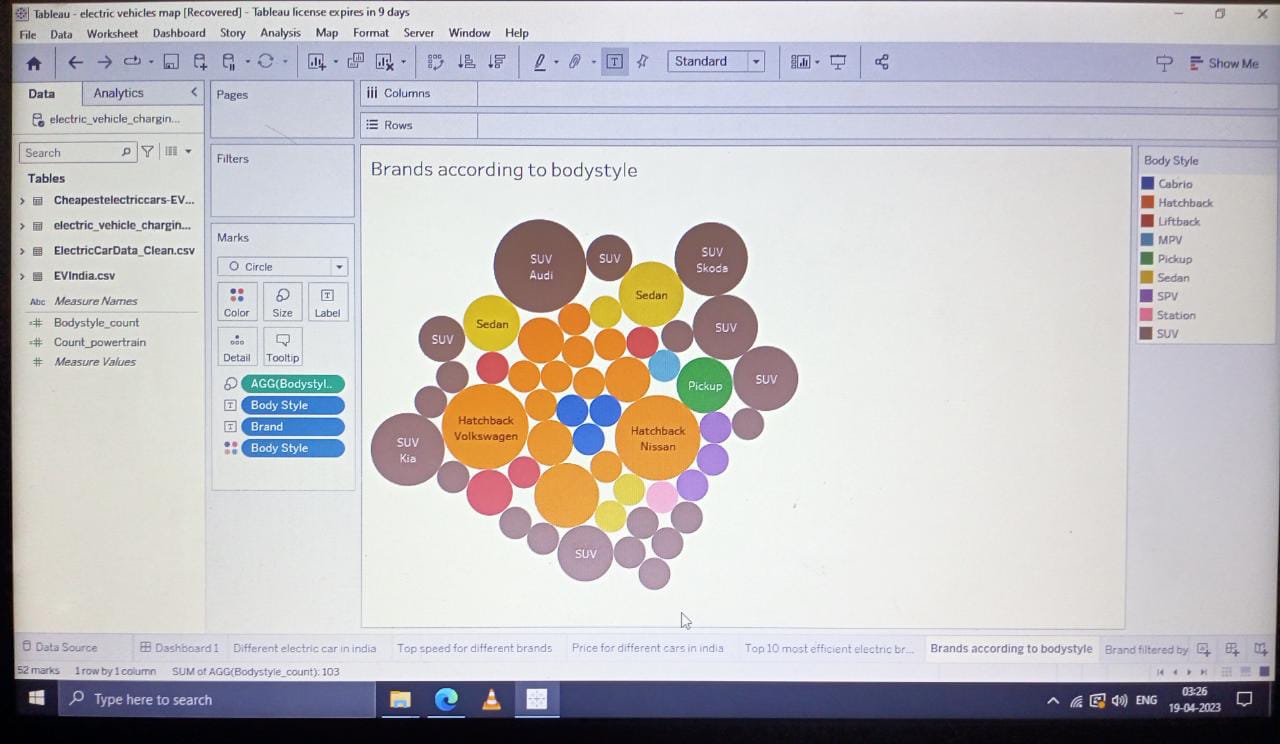 Tableau - electric vehicles map [Recovered] - Tableau license expires in 9 days
File Data Worksheet Dashboard Story Analysis Map Format Server Window Help
Standard
Show Me
Data Analytics
electric_vehicle_chargin...
Search
Tables
Cheapestelectriccars-EV...
electric_vehicle_chargin...
ElectricCarData_Clean.csv
EVIndia.csv
Abc Measure Names
Bodystyle_count
Count_powertrain
Measure Values
Pages
Filters
Marks
Circle
Color Size Label
Detail Tooltip
AGG(Bodystyl..
Body Style
Brand
Body Style
Columns
Rows
Brands according to bodystyle
SUV
Audi
SUV
SUV
Skoda
Sedan
Sedan
SUV
SUV
SUV
Pickup
Hatchback
Volkswagen
Hatchback
Nissan
SUV
Kia
SUV
Body Style
Cabrio
Hatchback
Liftback
MPV
Pickup
Sedan
SPV
Station
SUV
Data Source Dashboard 1 Different electric car in india Top speed for different brands Price for different cars in india Top 10 most efficient electric br... Brands according to bodystyle Brand filtered by
52 marks 1 row by 1 column SUM of AGG(Bodystyle_count): 103
Type here to search
ENG
03:26
19-04-2023